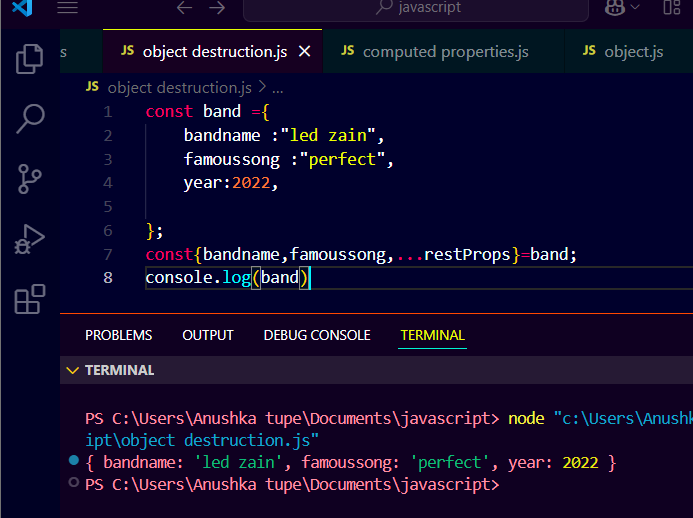 javascript
s
JS object destruction.js
JS computed properties.js
JS object.js
JS object destruction.js > ...
1 const band ={
2 bandname :"led zain",
3 famoussong :"perfect",
4 year:2022,
5
6 };
7 const{bandname,famoussong,...restProps}=band;
8 console.log(band)
PROBLEMS OUTPUT DEBUG CONSOLE TERMINAL
TERMINAL
PS C:\Users\Anushka tupe\Documents\javascript> node "c:\Users\Anushk
ipt\object destruction.js"
{ bandname: 'led zain', famoussong: 'perfect', year: 2022 }
PS C:\Users\Anushka tupe\Documents\javascript>